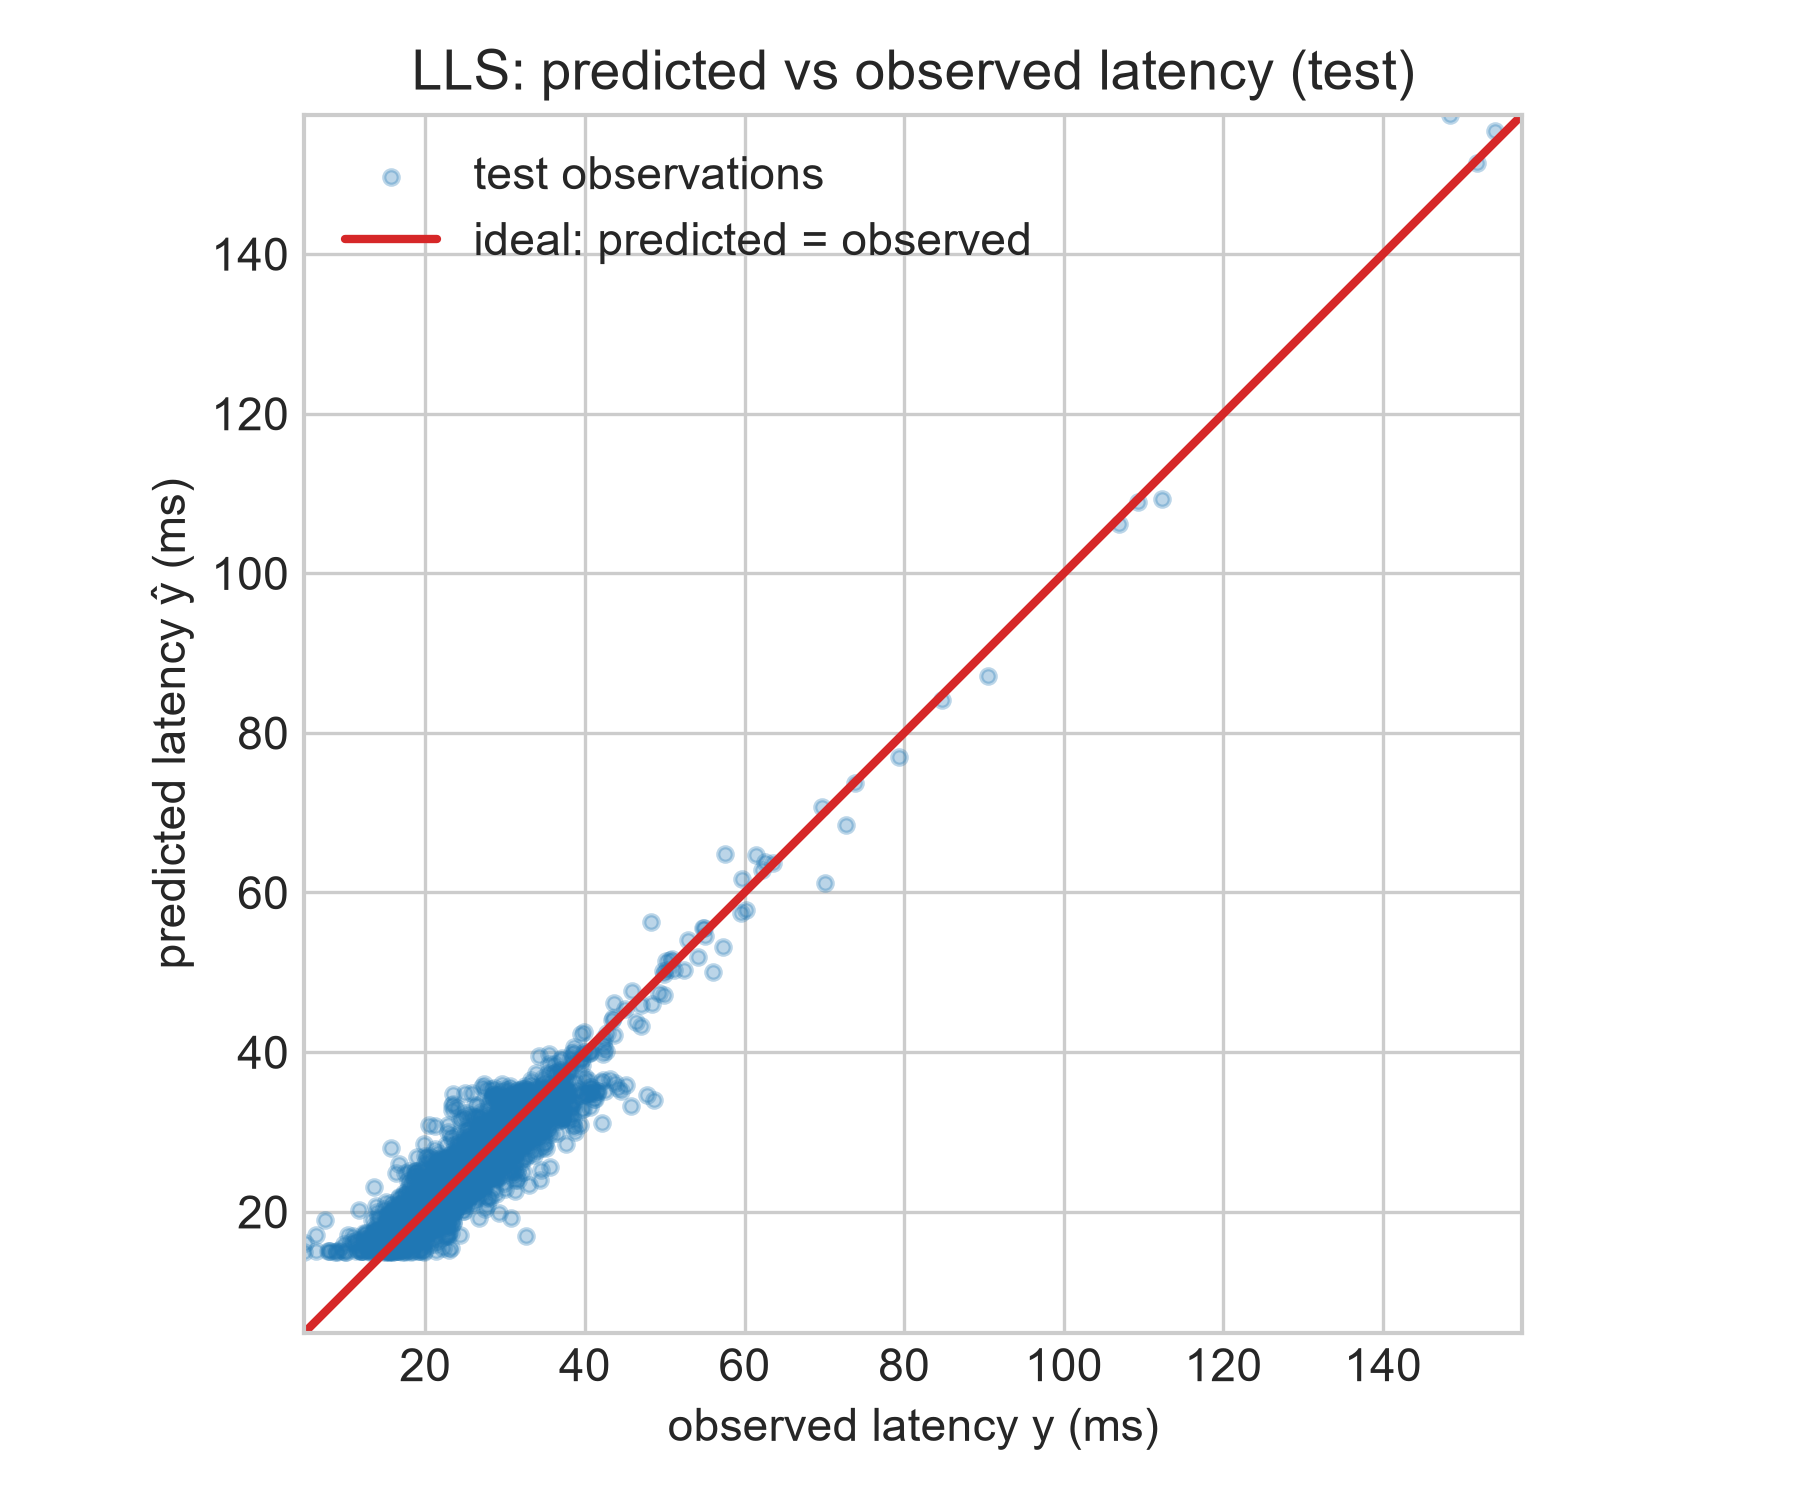 LLS: predicted vs observed latency (test)
test observations
ideal: predicted = observed
140
120
100
80
60
40
20
predicted latency ŷ (ms)
20 40 60 80 100 120 140
observed latency y (ms)